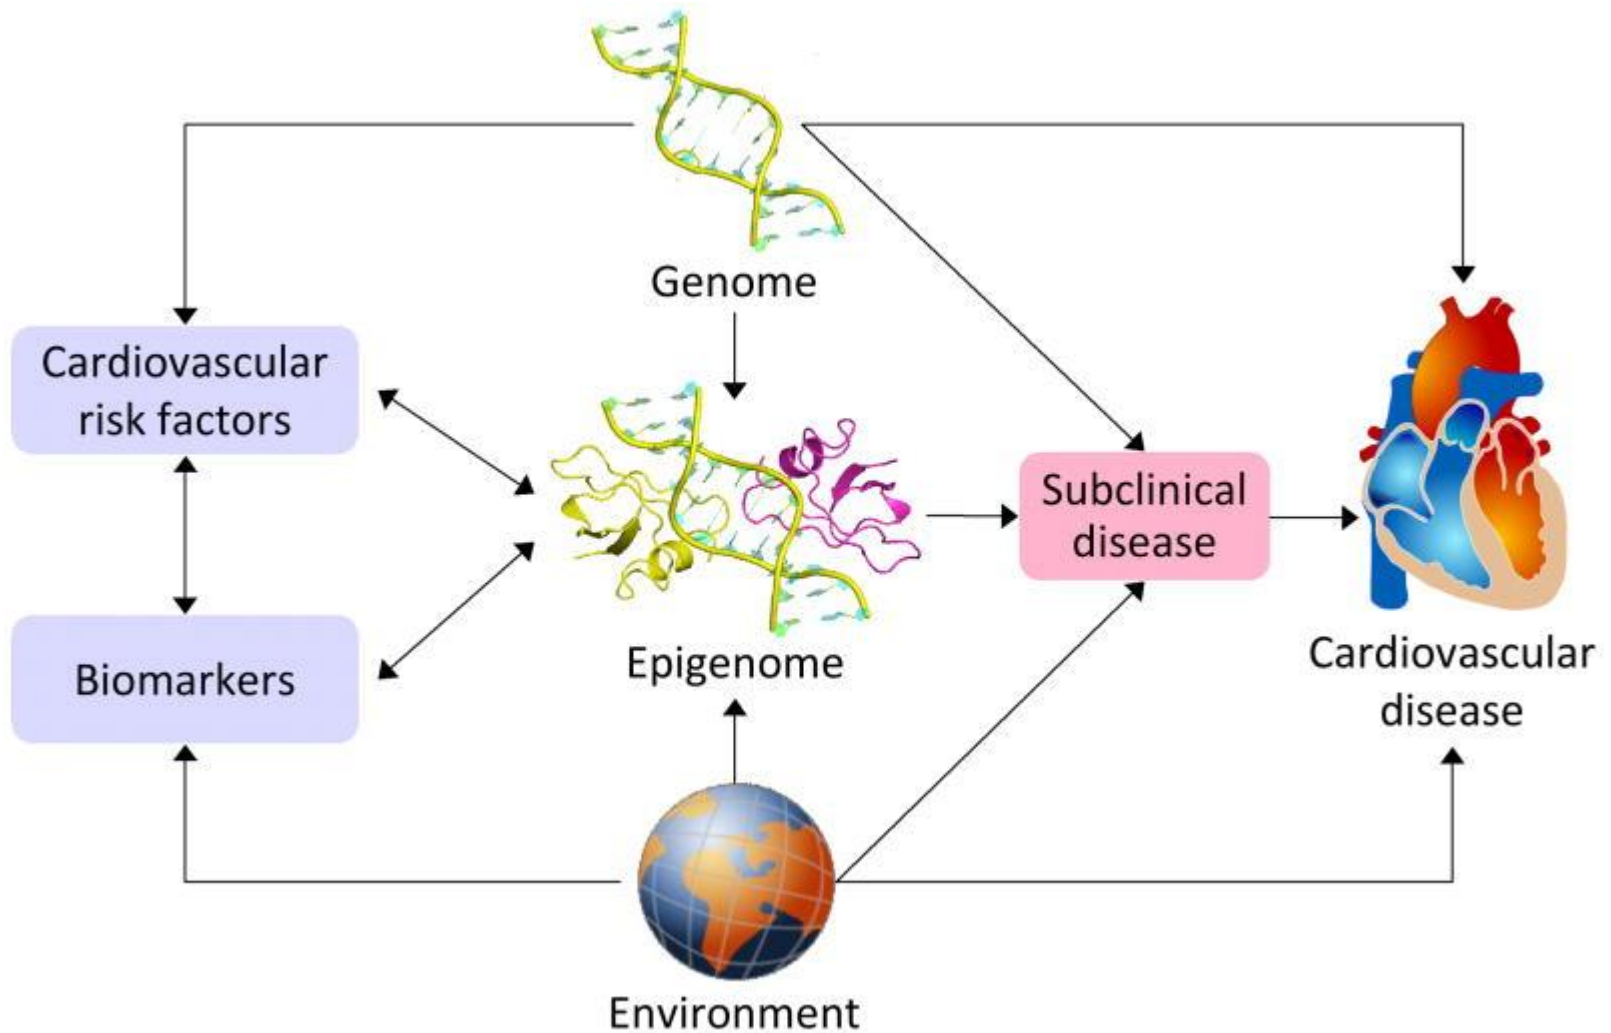 Genome
Cardiovascular
risk factors
Subclinical
disease
Epigenome
Biomarkers
Cardiovascular
disease
Environment